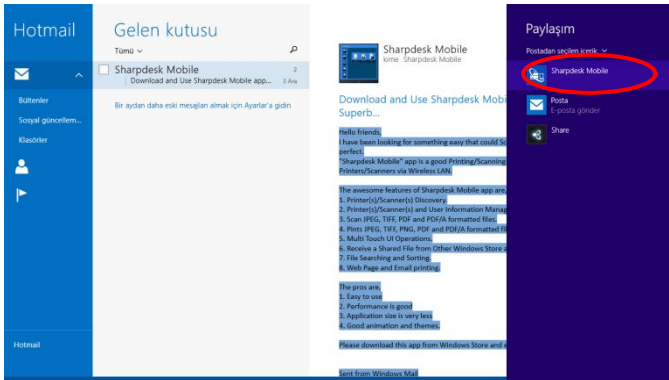 Hotmail
Bültenler
Sosyal güncellem...
Klasörler
Hotmail
Gelen kutusu
Tümü
Sharpdesk Mobile
2
Download and Use Sharpdesk Mobile app...
3 Ara
Bir aydan daha eski mesajları almak için Ayarlar'a gidin
Sharpdesk Mobile
kime Sharpdesk Mobile
Download and Use Sharpdesk Mobi
Superb...
Hello friends,
I have been looking for something easy that could Sc
perfect.
"Sharpdesk Mobile" app is a good Printing/Scanning
Printers/Scanners via Wireless LAN.
The awesome features of Sharpdesk Mobile app are,
1. Printer(s)/Scanner(s) Discovery.
2. Printer(s)/Scanner(s) and User Information Manag
3. Scan JPEG, TIFF, PDF and PDF/A formatted files.
4. Pints JPEG, TIFF, PNG, PDF and PDF/A formatted fil
5. Multi Touch UI Operations.
6. Receive a Shared File from Other Windows Store a
7. File Searching and Sorting.
8. Web Page and Email printing.
The pros are,
1. Easy to use
2. Performance is good
3. Application size is very less
4. Good animation and themes.
Please download this app from Windows Store and e
Sent from Windows Mail
Paylaşım
Postadan seçilen içerik
Sharpdesk Mobile
Posta
E-posta gönder
Share